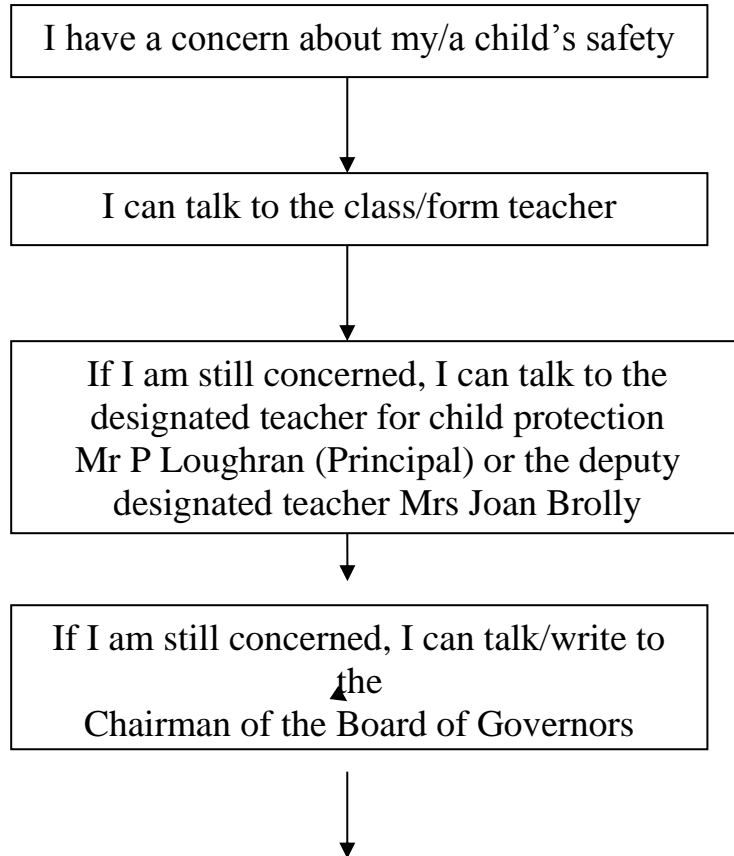 I have a concern about my/a child’s safety
I can talk to the class/form teacher
If I am still concerned, I can talk to the
designated teacher for child protection
Mr P Loughran (Principal) or the deputy
designated teacher Mrs Joan Brolly
If I am still concerned, I can talk/write to
the
Chairman of the Board of Governors